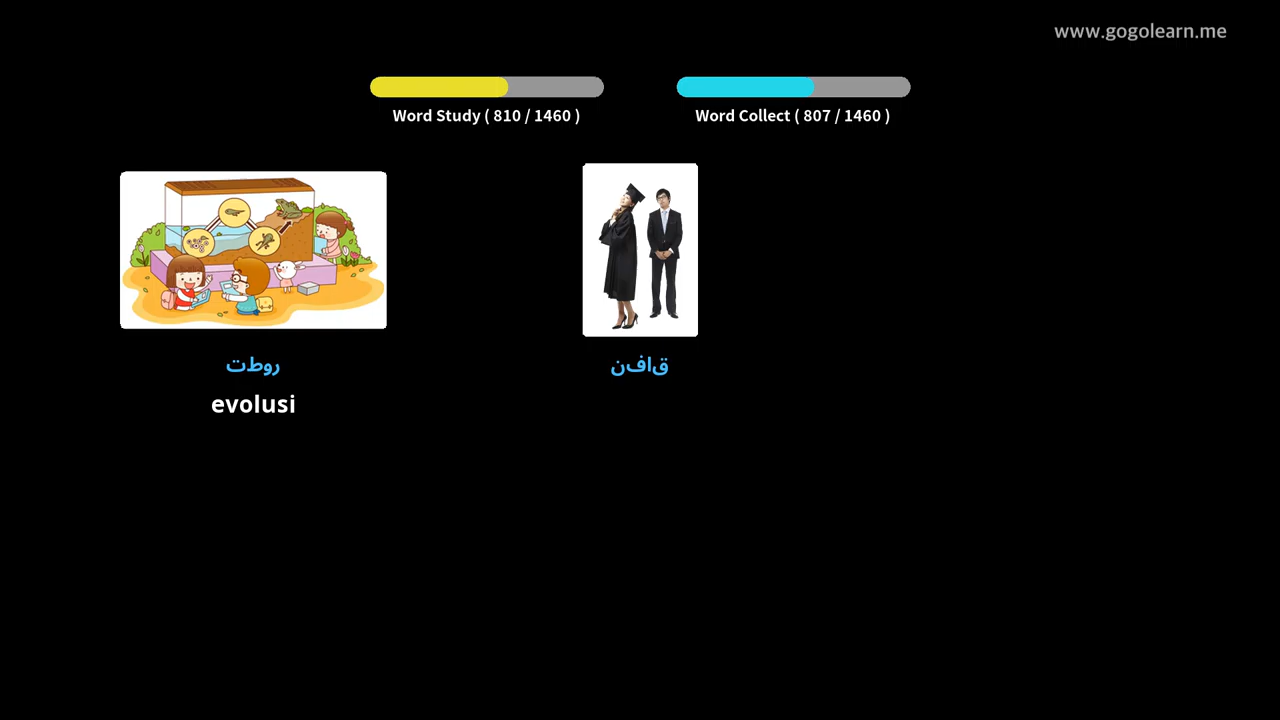 www.gogolearn.me
Word Study ( 810 / 1460 )
Word Collect ( 807 / 1460 )
روطت
evolusi
قافن